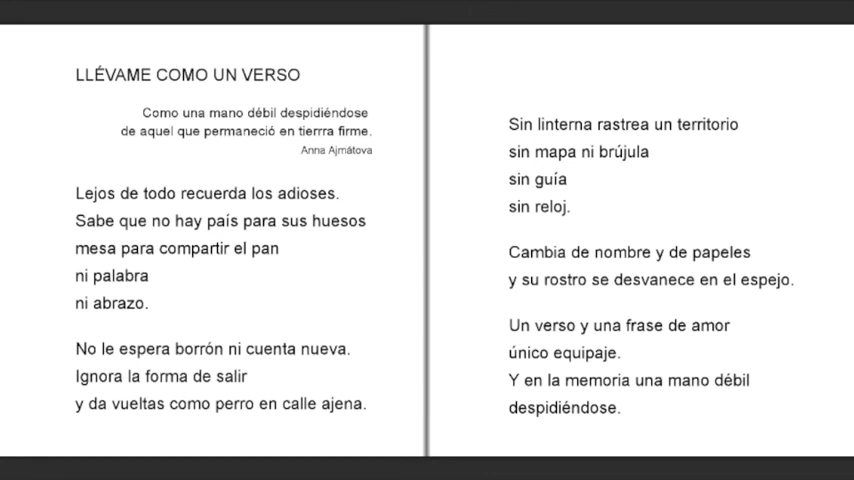 LLÉVAME COMO UN VERSO
Como una mano débil despidiéndose
de aquel que permaneció en tierrra firme.
Anna Ajmátova
Lejos de todo recuerda los adioses.
Sabe que no hay país para sus huesos
mesa para compartir el pan
ni palabra
ni abrazo.
No le espera borrón ni cuenta nueva.
Ignora la forma de salir
y da vueltas como perro en calle ajena.
Sin linterna rastrea un territorio
sin mapa ni brújula
sin guía
sin reloj.
Cambia de nombre y de papeles
y su rostro se desvanece en el espejo.
Un verso y una frase de amor
único equipaje.
Y en la memoria una mano débil
despidiéndose.